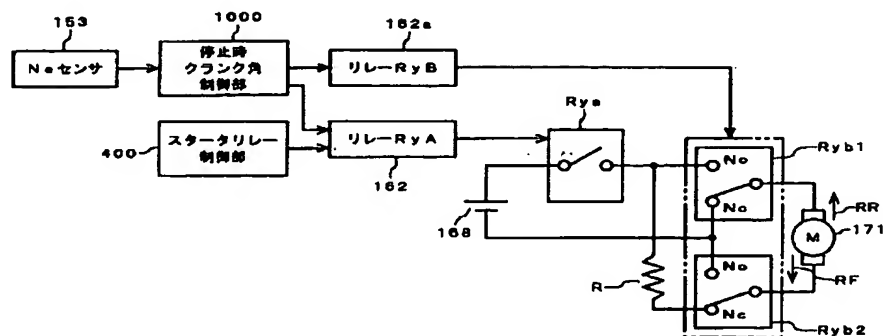 153
1000
162a
Neセンサ
停止時
クランク角
制御部
リレーRyB
400
スタータリレー
制御部
リレーRyA
162
Rya
168
R
No
Nc
Ryb1
RR
M
171
RF
No
Nc
Ryb2